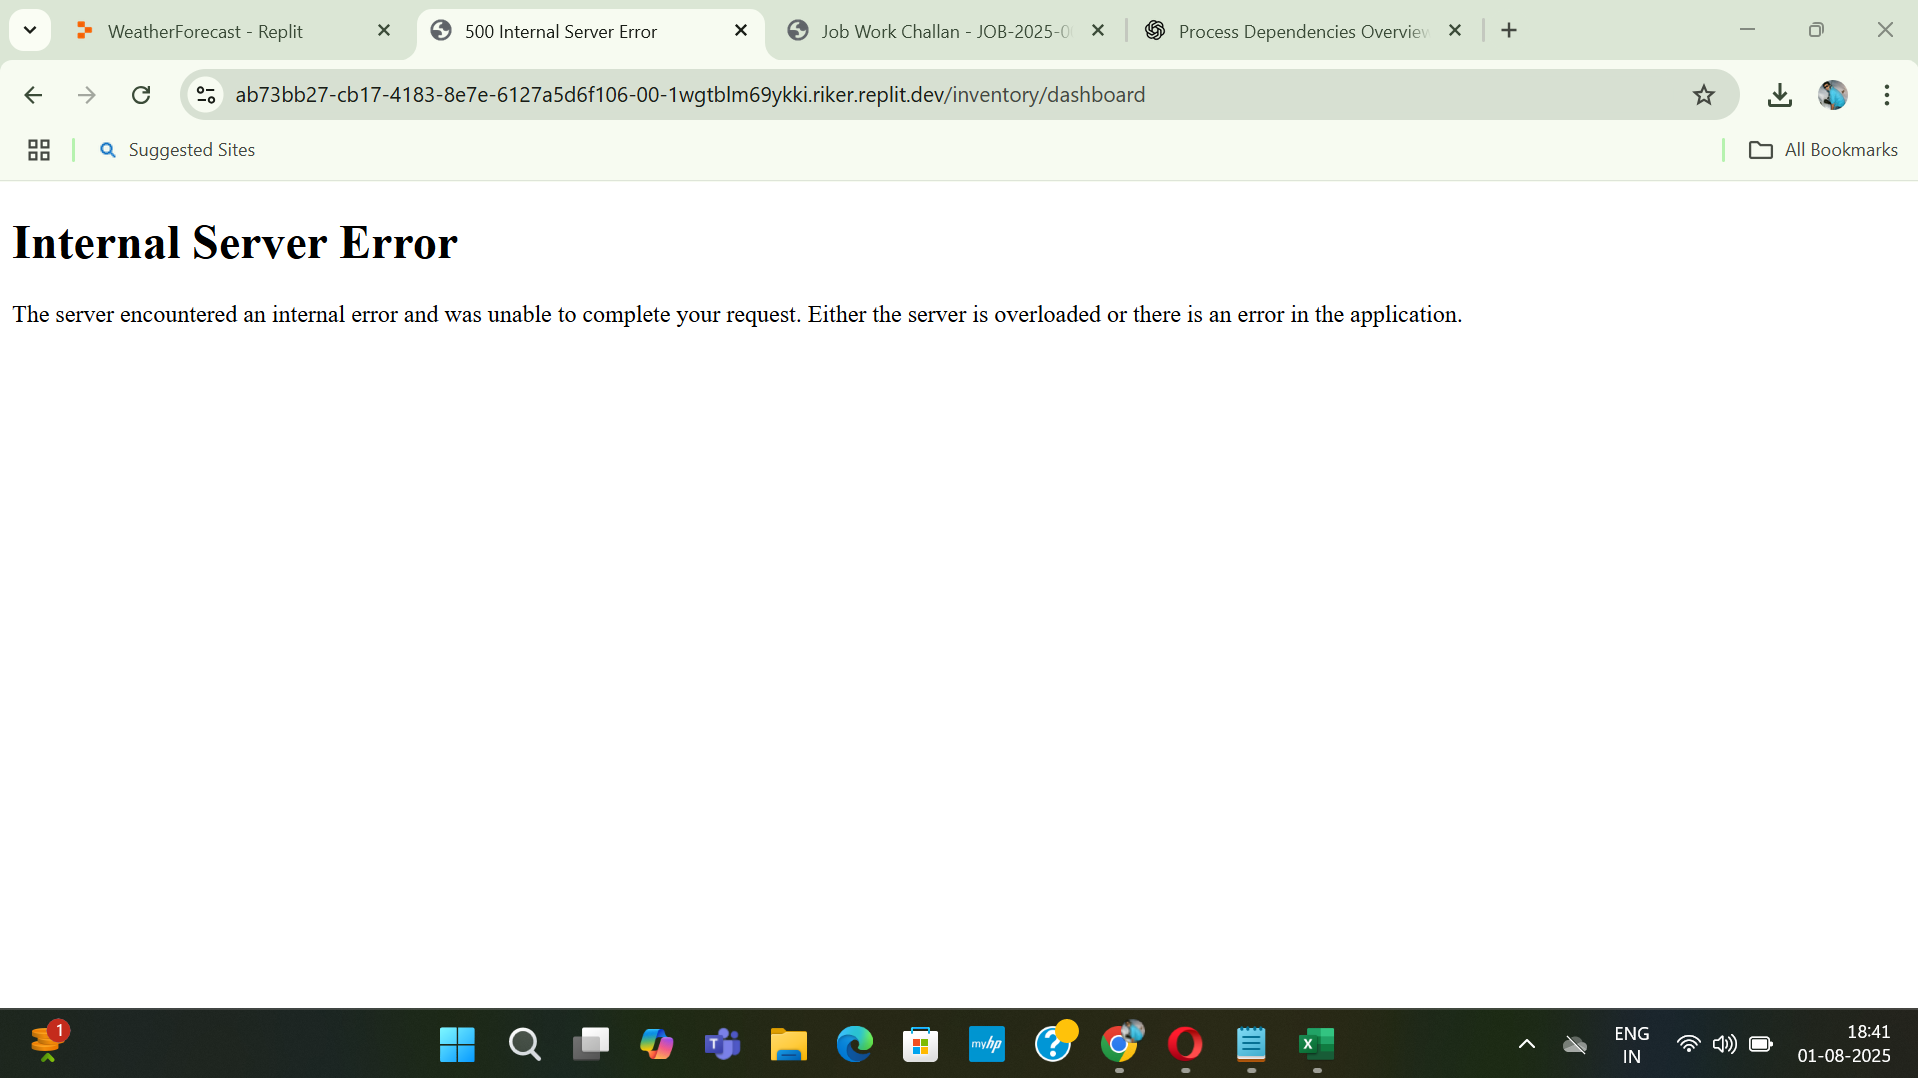 WeatherForecast - Replit
500 Internal Server Error
Job Work Challan - JOB-2025-0
Process Dependencies Overview
ab73bb27-cb17-4183-8e7e-6127a5d6f106-00-1wgtblm69ykki.riker.replit.dev/inventory/dashboard
Suggested Sites
All Bookmarks
Internal Server Error
The server encountered an internal error and was unable to complete your request. Either the server is overloaded or there is an error in the application.
1
T
myhp
?
X
ENG
IN
18:41
01-08-2025